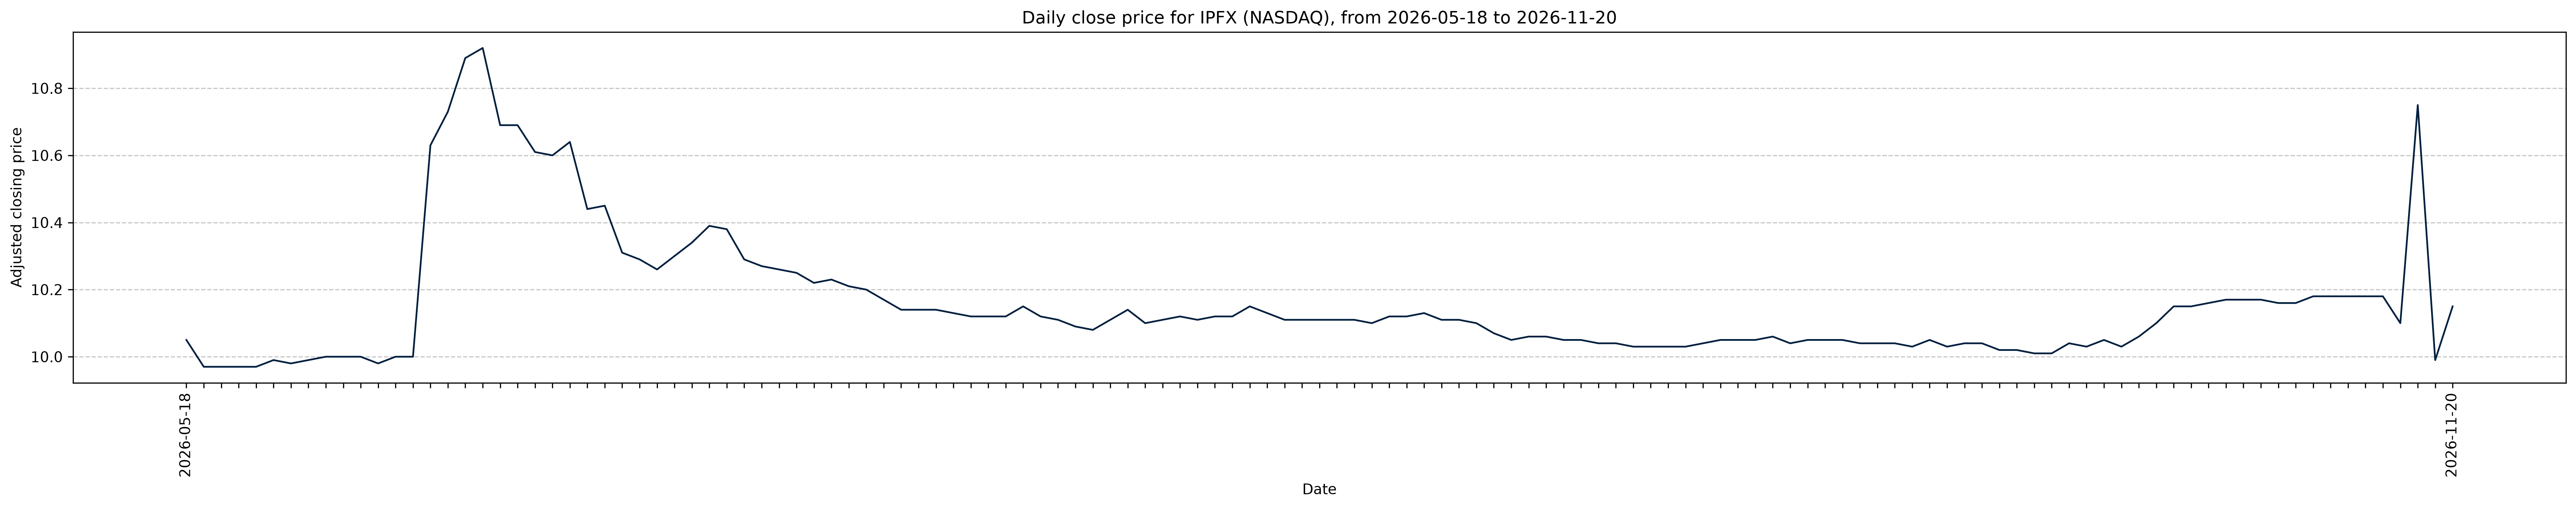 Daily close price for IPFX (NASDAQ), from 2026-05-18 to 2026-11-20
Adjusted closing price
10.8
10.6
10.4
10.2
10.0
2026-05-18
2026-11-20
Date